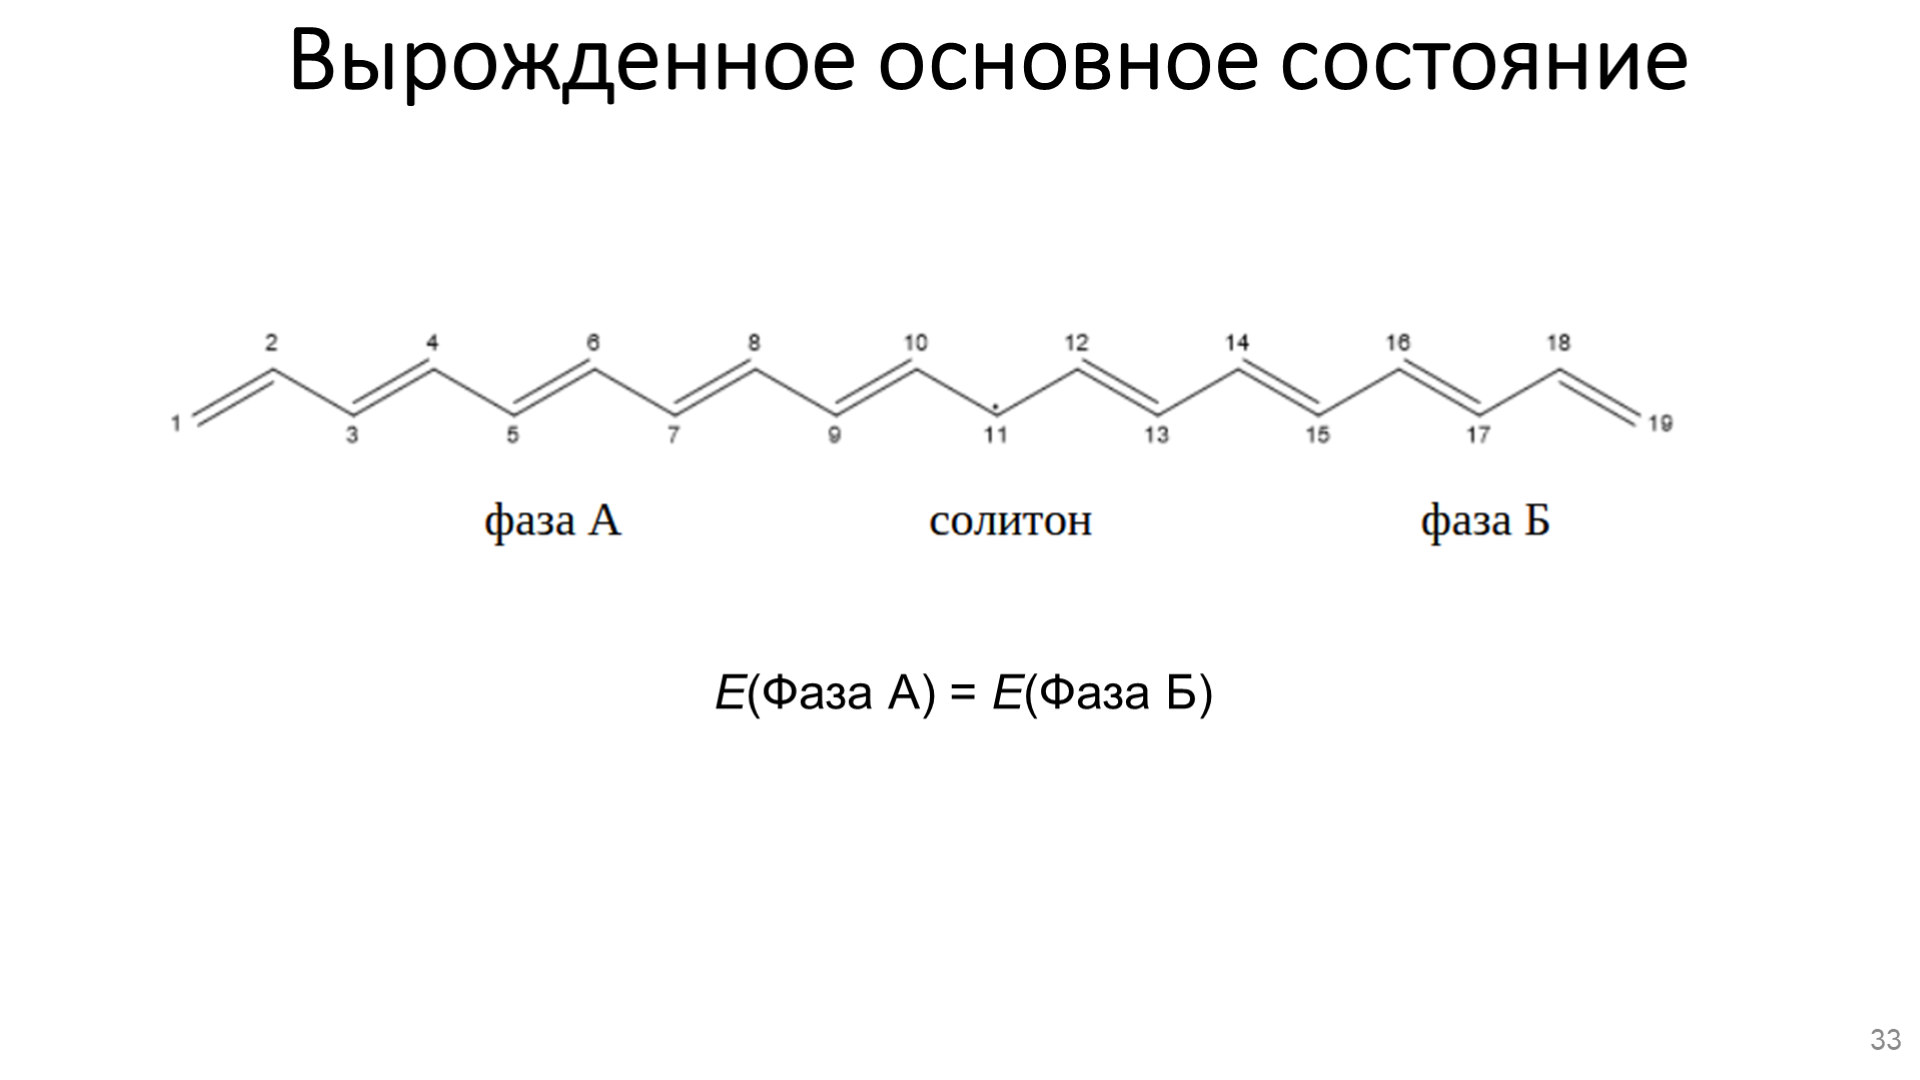 Вырожденное основное состояние
2 4 6 8 10 12 14 16 18
1 3 5 7 9 11 13 15 17 19
фаза А солитон фаза Б
E(Фаза А) = E(Фаза Б)
33